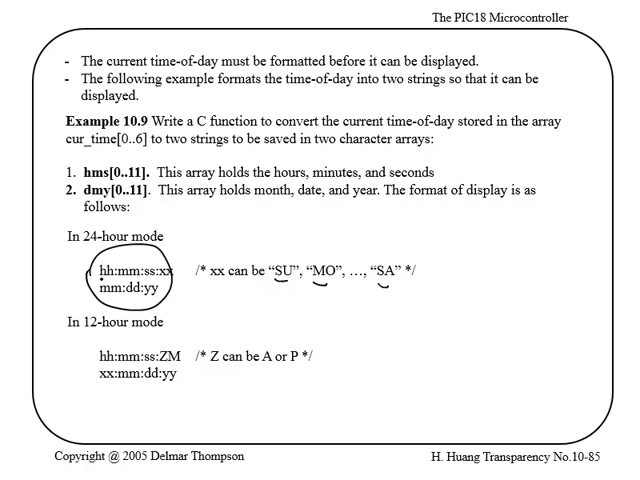 The PIC18 Microcontroller
- The current time-of-day must be formatted before it can be displayed.
- The following example formats the time-of-day into two strings so that it can be
displayed.
Example 10.9 Write a C function to convert the current time-of-day stored in the array
cur_time[0..6] to two strings to be saved in two character arrays:
1. hms[0..11]. This array holds the hours, minutes, and seconds
2. dmy[0..11]. This array holds month, date, and year. The format of display is as
follows:
In 24-hour mode
hh:mm:ss:xx /* xx can be “SU”, “MO”, …, “SA” */
mm:dd:yy
In 12-hour mode
hh:mm:ss:ZM /* Z can be A or P */
xx:mm:dd:yy
Copyright @ 2005 Delmar Thompson
H. Huang Transparency No.10-85